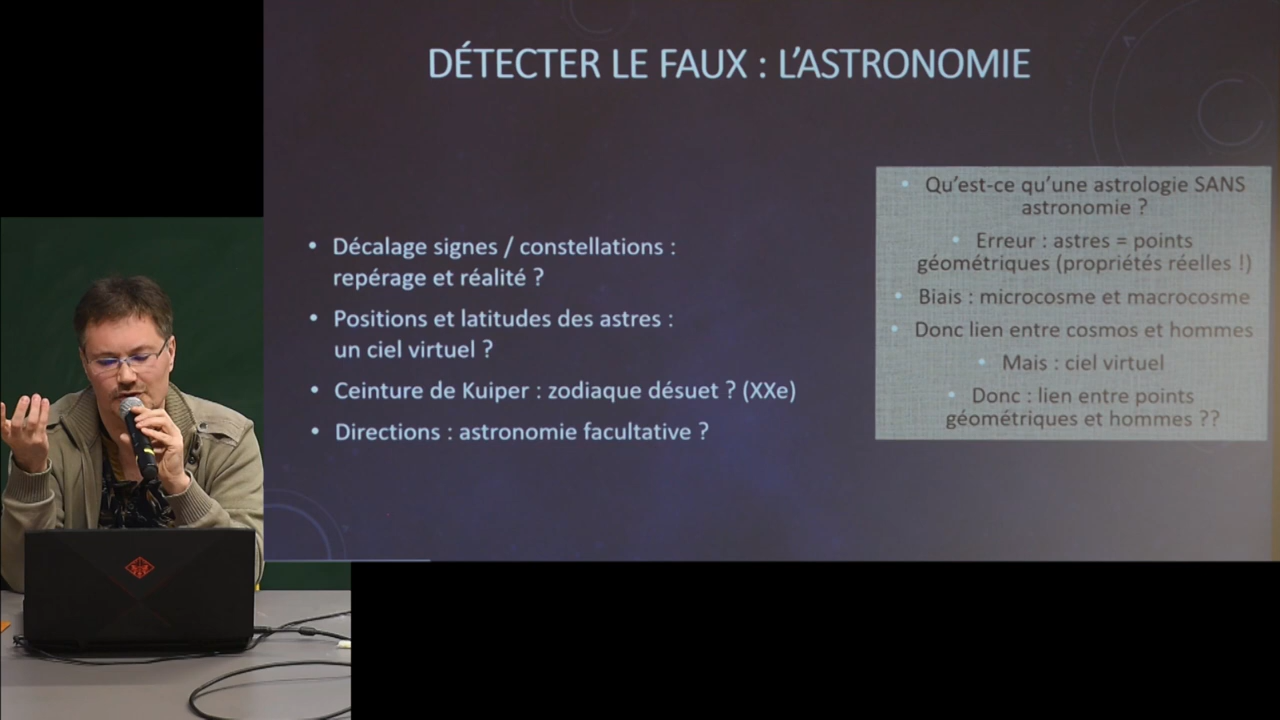 DÉTECTER LE FAUX : L'ASTRONOMIE
• Décalage signes / constellations :
repérage et réalité ?
• Positions et latitudes des astres :
un ciel virtuel ?
• Ceinture de Kuiper : zodiaque désuet ? (XXe)
• Directions : astronomie facultative ?
• Qu'est-ce qu'une astrologie SANS
astronomie ?
• Erreur : astres = points
géométriques (propriétés réelles !)
• Biais : microcosme et macrocosme
• Donc lien entre cosmos et hommes
• Mais : ciel virtuel
• Donc : lien entre points
géométriques et hommes ??